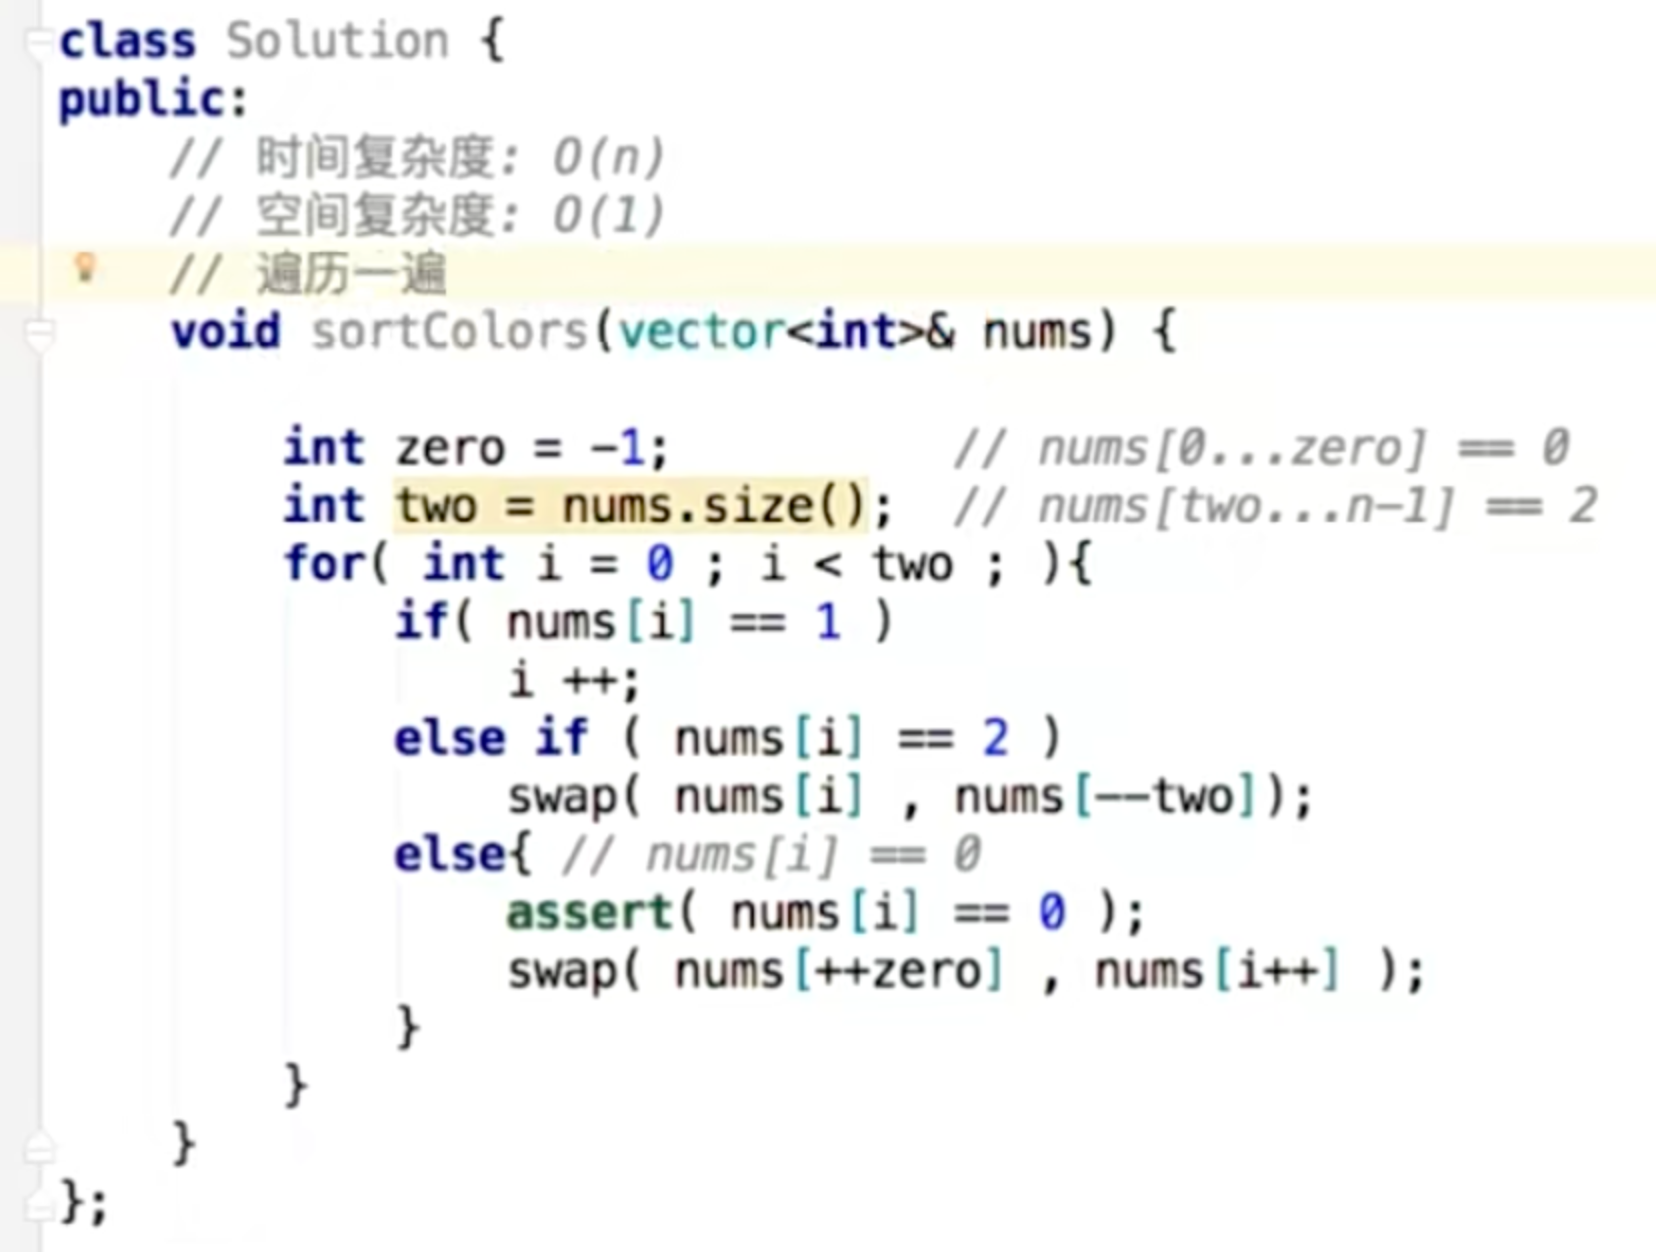 class Solution {
public:
    // 时间复杂度: O(n)
    // 空间复杂度: O(1)
    // 遍历一遍
    void sortColors(vector<int>& nums) {
        int zero = -1;          // nums[0...zero] == 0
        int two = nums.size();  // nums[two...n-1] == 2
        for( int i = 0 ; i < two ; ){
            if( nums[i] == 1 )
                i ++;
            else if ( nums[i] == 2 )
                swap( nums[i] , nums[--two]);
            else{ // nums[i] == 0
                assert( nums[i] == 0 );
                swap( nums[++zero] , nums[i++] );
            }
        }
    }
};